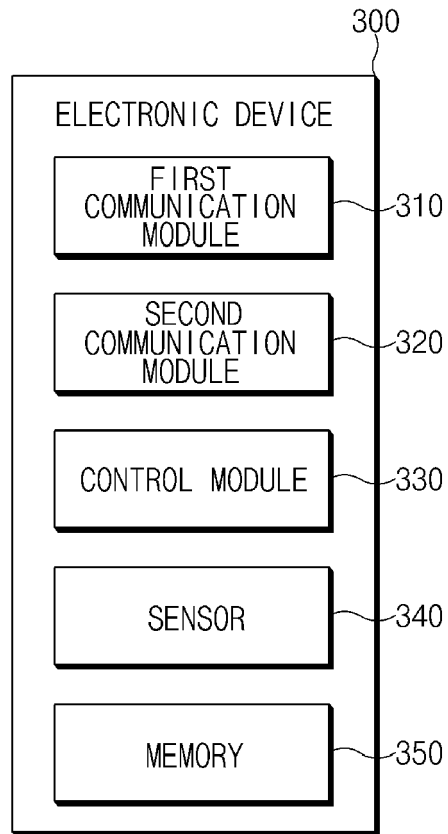 300
ELECTRONIC DEVICE
FIRST
COMMUNICATION
MODULE
310
SECOND
COMMUNICATION
MODULE
320
CONTROL MODULE
330
SENSOR
340
MEMORY
350